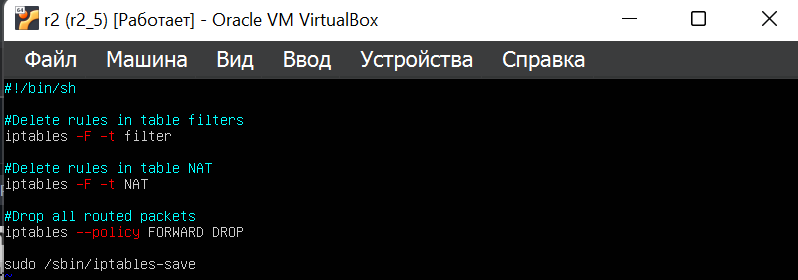 r2 (r2_5) [Работает] - Oracle VM VirtualBox
Файл Машина Вид Ввод Устройства Справка
#!/bin/sh
#Delete rules in table filters
iptables -F -t filter
#Delete rules in table NAT
iptables -F -t NAT
#Drop all routed packets
iptables --policy FORWARD DROP
sudo /sbin/iptables-save
~